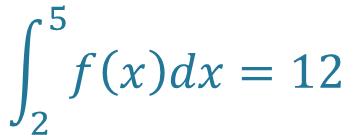 ∫₂⁵ f(x)dx = 12